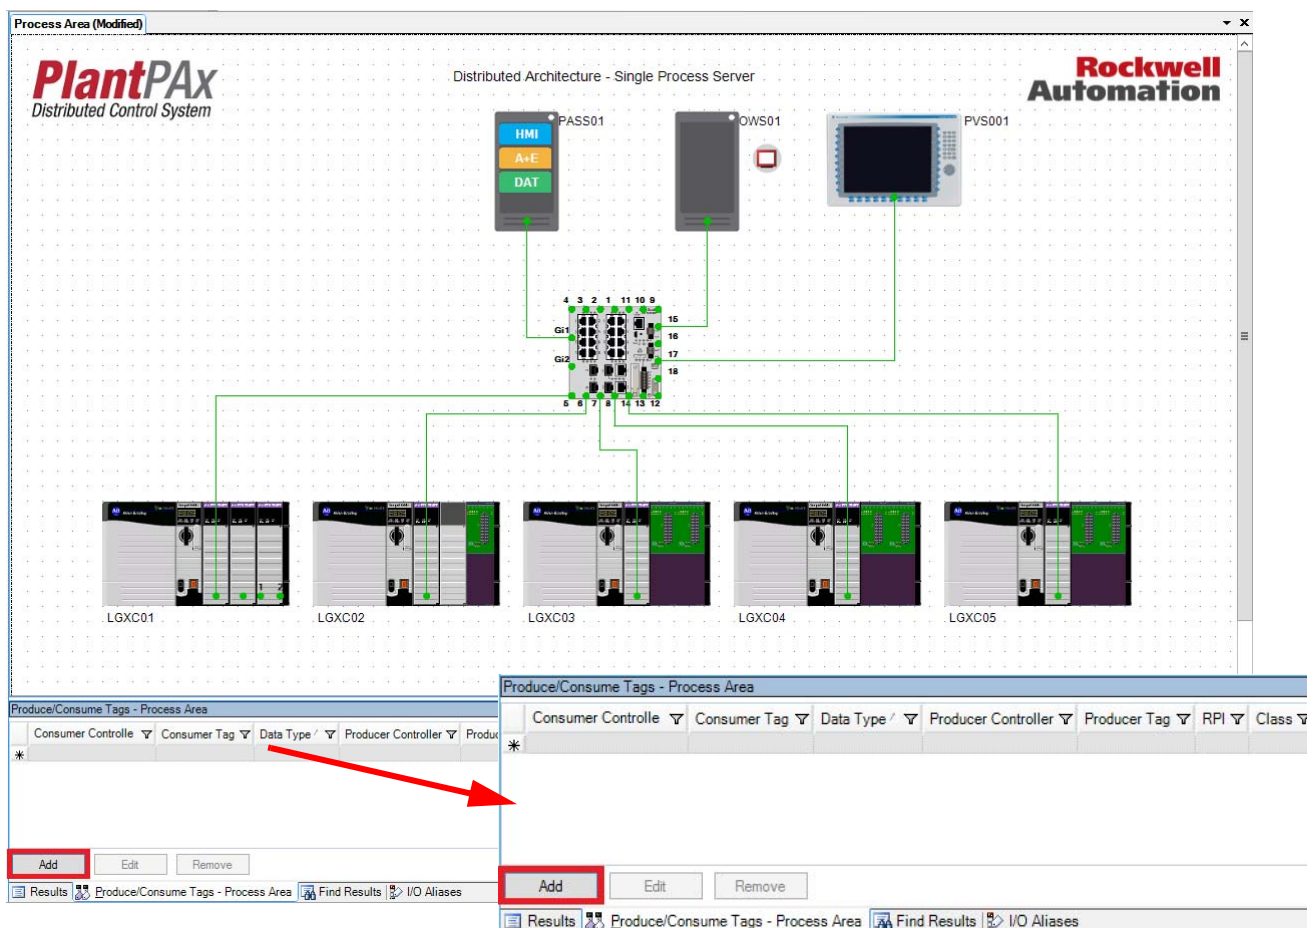 Process Area (Modified)
PlantPAx
Distributed Control System
Distributed Architecture - Single Process Server
Rockwell
Automation
PASS01
OWS01
PVS001
HMI
A+E
DAT
4 3 2 1 11 10 9
15
Gi1
16
17
Gi2
18
5 6 7 8 14 13 12
1 2
LGXC01
LGXC02
LGXC03
LGXC04
LGXC05
Produce/Consume Tags - Process Area
Consumer Controlle Consumer Tag Data Type Producer Controller Produc
Add Edit Remove
Results Produce/Consume Tags - Process Area Find Results I/O Aliases
Produce/Consume Tags - Process Area
Consumer Controlle Consumer Tag Data Type Producer Controller Producer Tag RPI Class
Add Edit Remove
Results Produce/Consume Tags - Process Area Find Results I/O Aliases